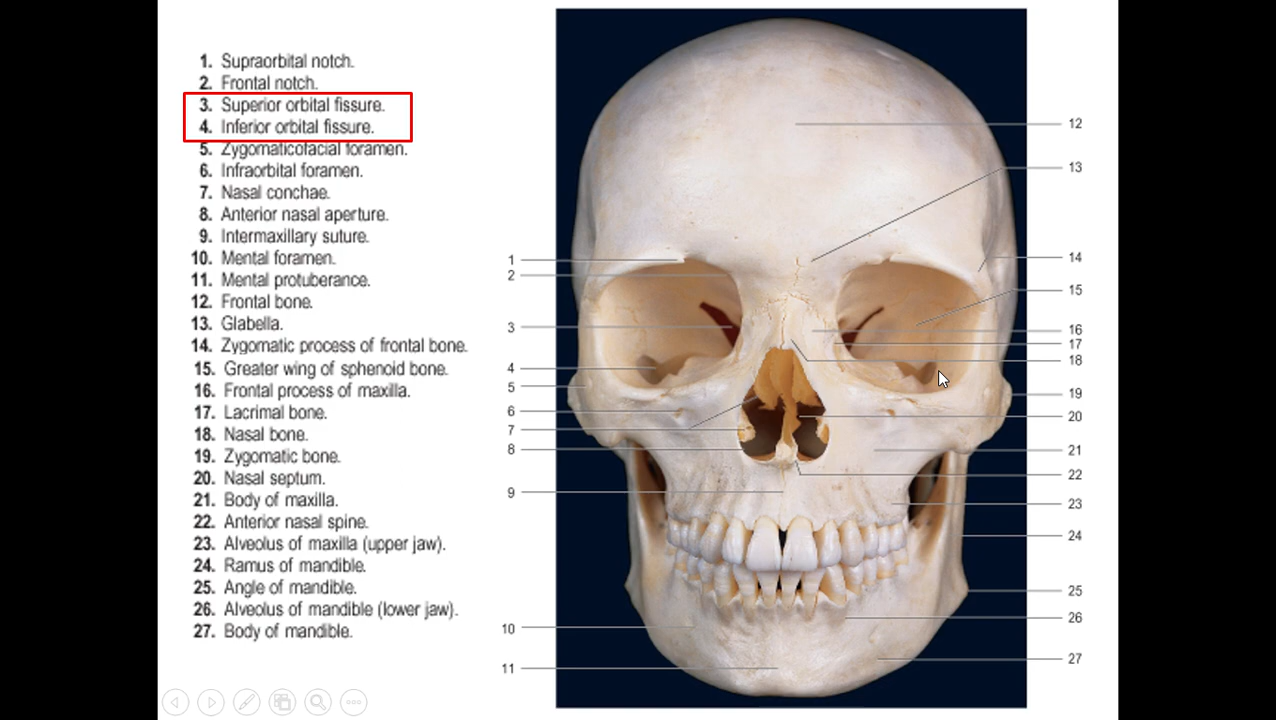 1. Supraorbital notch.
2. Frontal notch.
3. Superior orbital fissure.
4. Inferior orbital fissure.
5. Zygomaticofacial foramen.
6. Infraorbital foramen.
7. Nasal conchae.
8. Anterior nasal aperture.
9. Intermaxillary suture.
10. Mental foramen.
11. Mental protuberance.
12. Frontal bone.
13. Glabella.
14. Zygomatic process of frontal bone.
15. Greater wing of sphenoid bone.
16. Frontal process of maxilla.
17. Lacrimal bone.
18. Nasal bone.
19. Zygomatic bone.
20. Nasal septum.
21. Body of maxilla.
22. Anterior nasal spine.
23. Alveolus of maxilla (upper jaw).
24. Ramus of mandible.
25. Angle of mandible.
26. Alveolus of mandible (lower jaw).
27. Body of mandible.
1
2
3
4
5
6
7
8
9
10
11
12
13
14
15
16
17
18
19
20
21
22
23
24
25
26
27